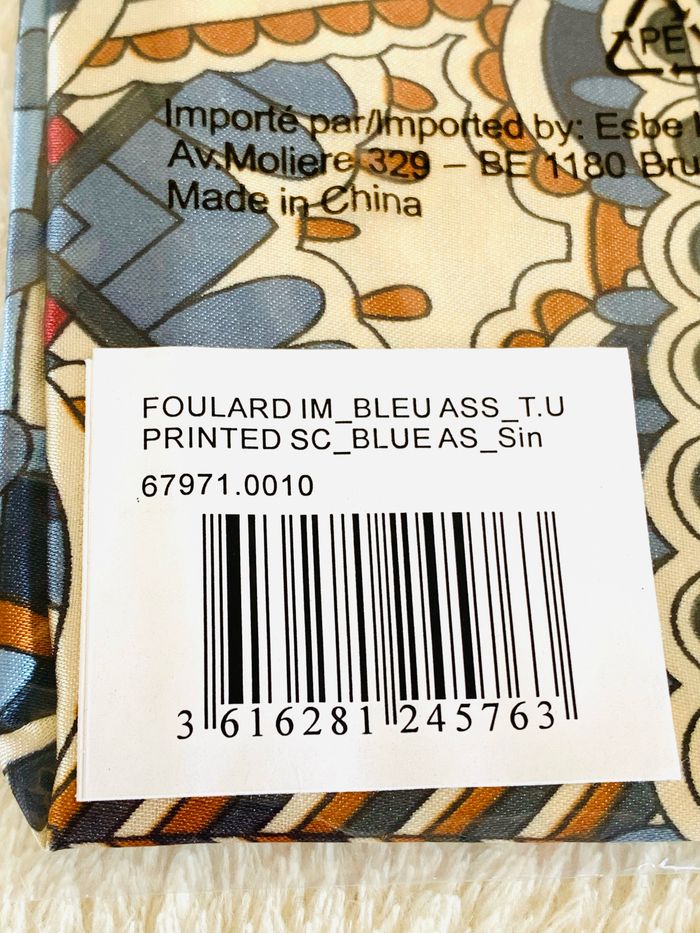 PE
Importé par/Imported by: Esbe
Av.Moliere 329 – BE 1180 Bru
Made in China
FOULARD IM_BLEU ASS_T.U
PRINTED SC_BLUE AS_Sin
67971.0010
3 616281 245763